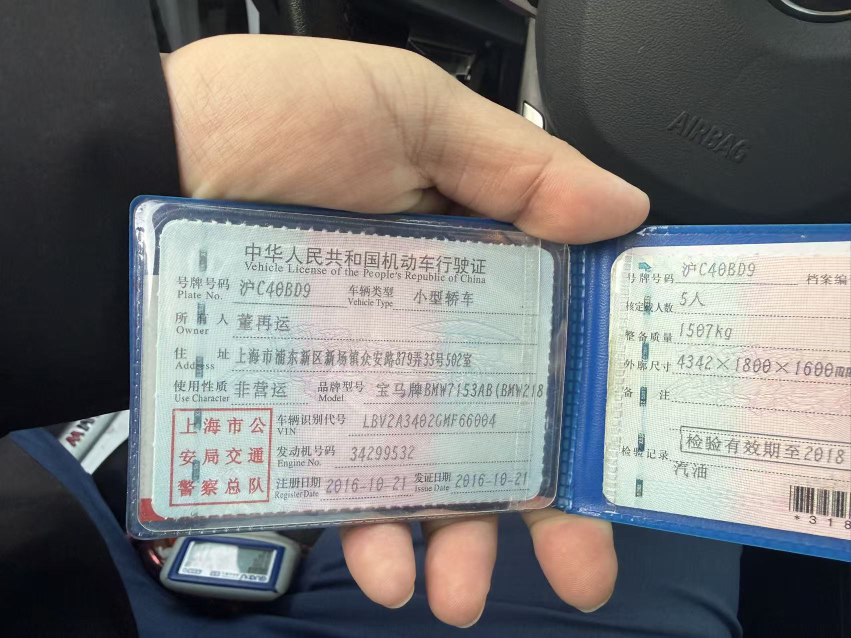 AIRBAG
中华人民共和国机动车行驶证
Vehicle License of the People's Republic of China
号牌号码 沪C40BD9 车辆类型 小型轿车
Plate No. Vehicle Type
所有人 董再运
Owner
住址 上海市浦东新区新场镇众安路879弄35号502室
Address
使用性质 非营运 品牌型号 宝马牌BMW7153AB(BMW218
Use Character Model
上海市公
安局交通
警察总队
车辆识别代号 LBV2A3402GMF66004
VIN
发动机号码 34299532
Engine No.
注册日期 2016-10-21 发证日期 2016-10-21
Register Date Issue Date
号牌号码 沪C40BD9 档案编
核定载人数 5人
整备质量 1507kg
外廓尺寸 4342×1800×1600
备注
检验有效期至2018
检验记录
汽油
*318